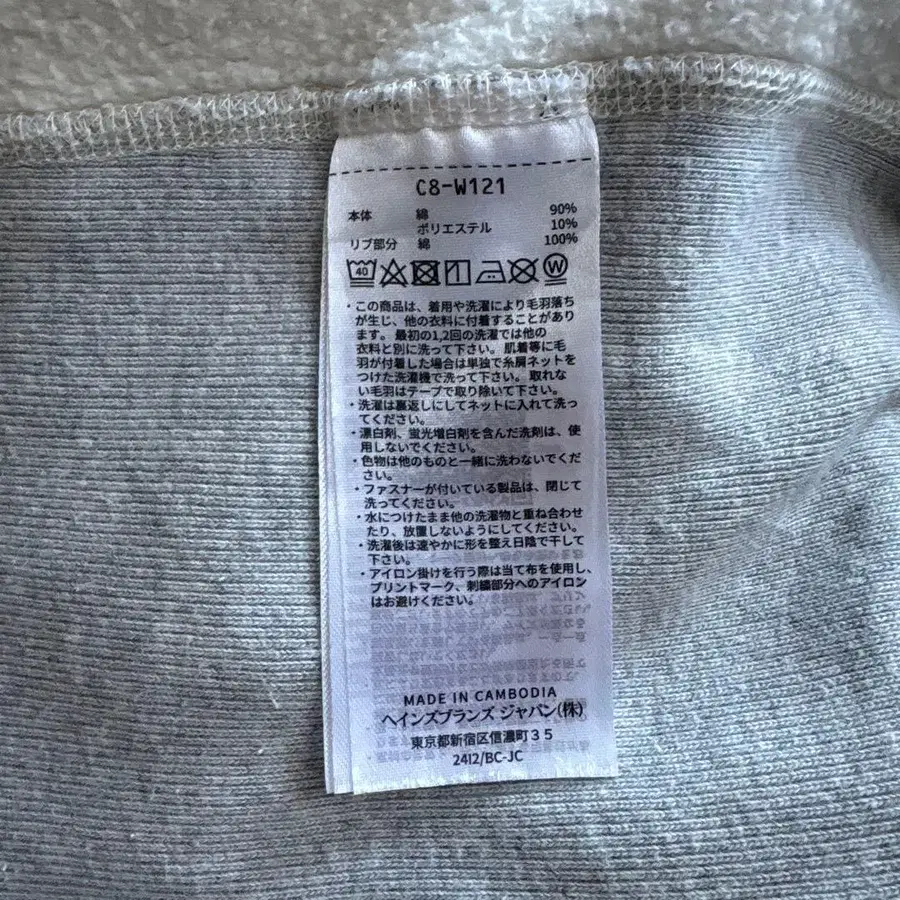 C8-W121
本体 綿 90%
ポリエステル 10%
リブ部分 綿 100%
40 W
・この商品は、着用や洗濯により毛羽落ち
が生じ、他の衣料に付着することがあり
ます。最初の1,2回の洗濯では他の
衣料と別に洗って下さい。肌着等に毛
羽が付着した場合は単独で糸屑ネットを
つけた洗濯機で洗って下さい。取れな
い毛羽はテープで取り除いて下さい。
・洗濯は裏返しにしてネットに入れて洗っ
てください。
・漂白剤、蛍光増白剤を含んだ洗剤は、使
用しないでください。
・色物は他のものと一緒に洗わないでくだ
さい。
・ファスナーが付いている製品は、閉じて
洗ってください。
・水につけたまま他の洗濯物と重ね合わせ
たり、放置しないようにしてください。
・洗濯後は速やかに形を整え日陰で干して
下さい。
・アイロン掛けを行う際は当て布を使用し、
プリントマーク、刺繍部分へのアイロン
はお避けください。
MADE IN CAMBODIA
ヘインズブランズ ジャパン(株)
東京都新宿区信濃町35
2412/BC-JC